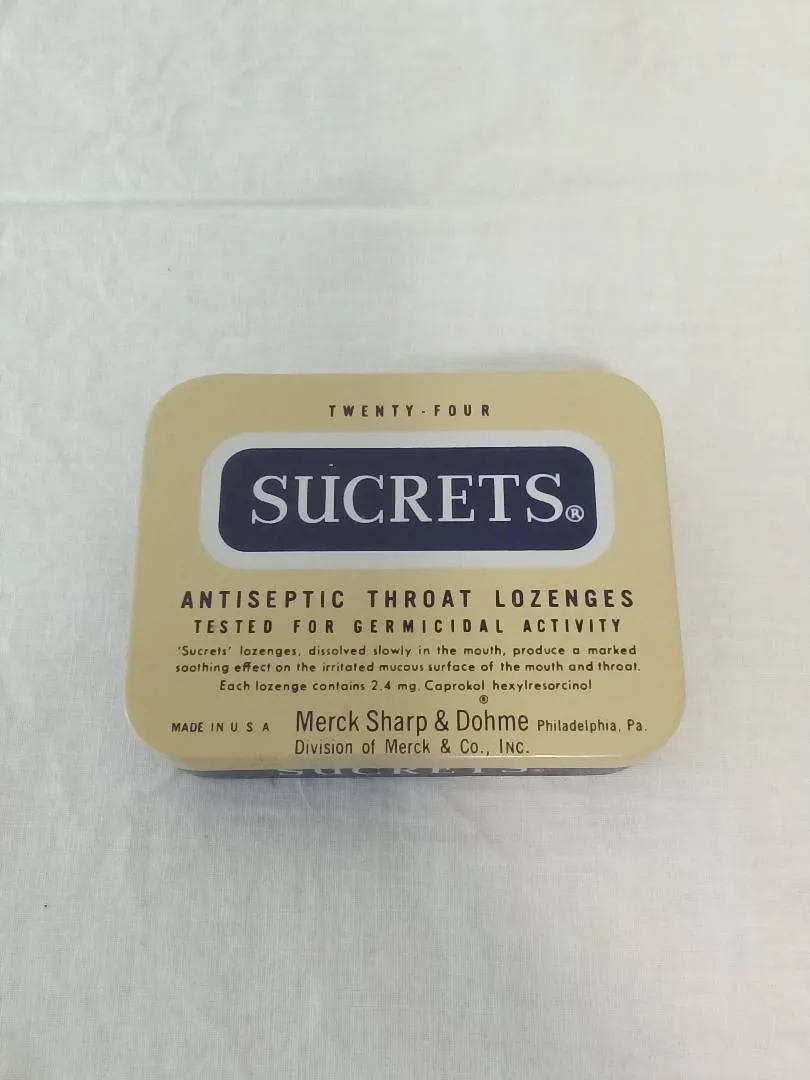 TWENTY-FOUR
SUCRETS®
ANTISEPTIC THROAT LOZENGES
TESTED FOR GERMICIDAL ACTIVITY
'Sucrets' lozenges, dissolved slowly in the mouth, produce a marked
soothing effect on the irritated mucous surface of the mouth and throat.
Each lozenge contains 2.4 mg. Caprokol® hexylresorcinol
MADE IN U S A Merck Sharp & Dohme Philadelphia, Pa.
Division of Merck & Co., INC.
SUCRETS®